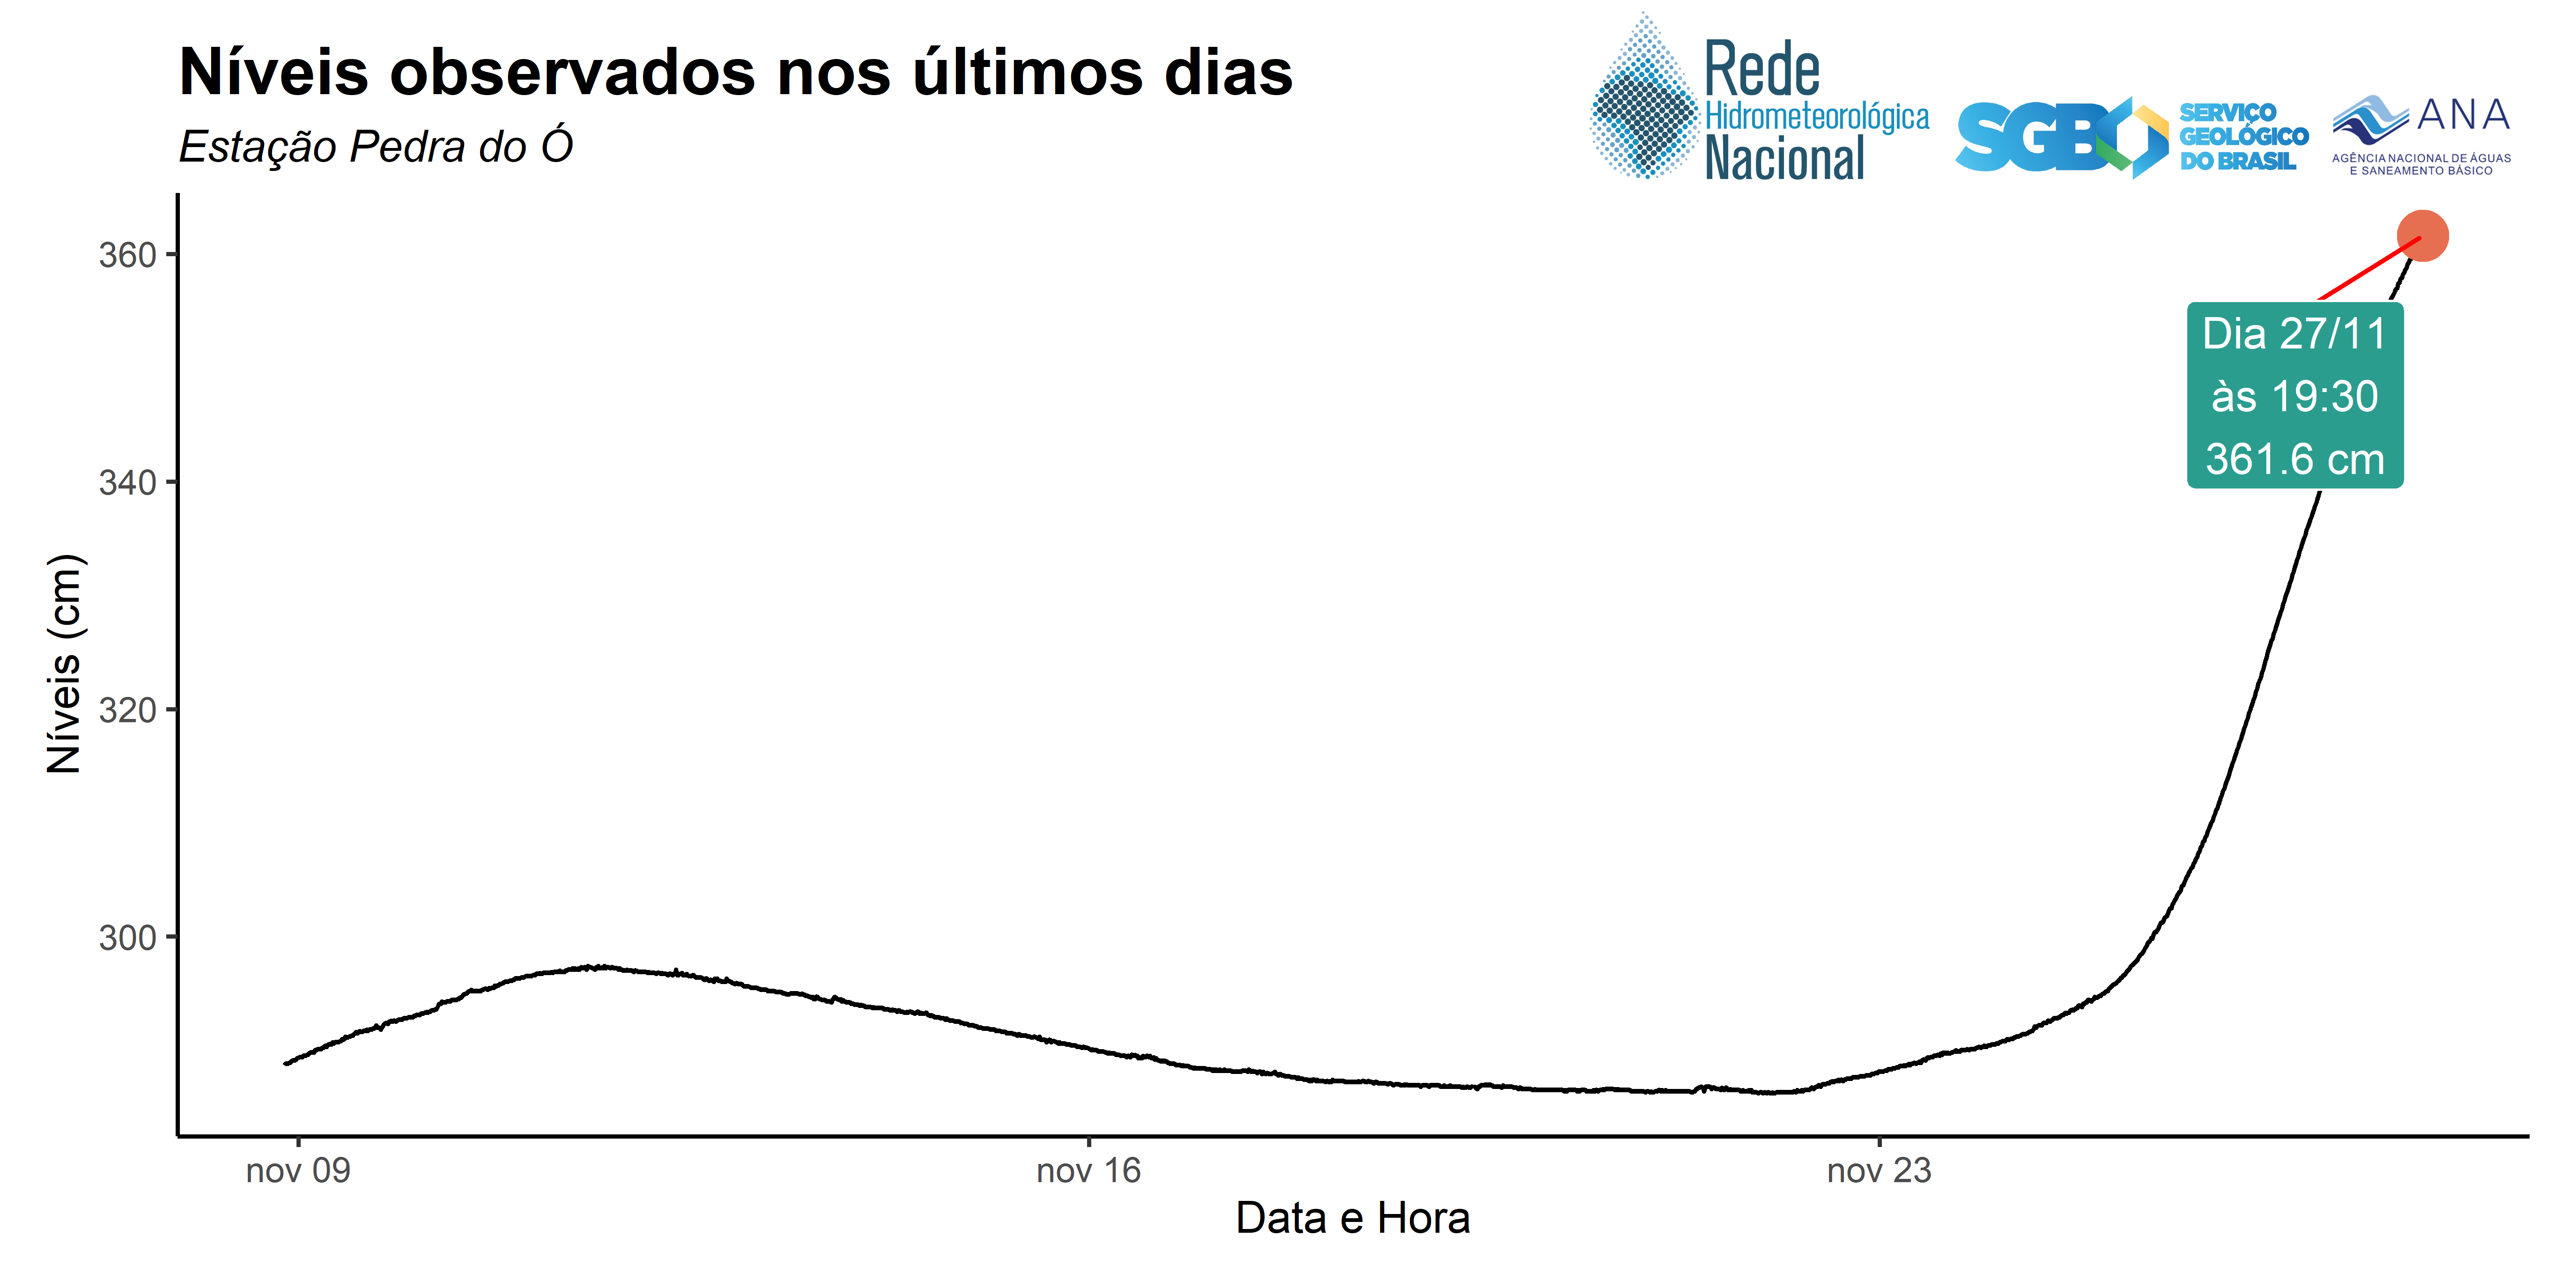 Níveis observados nos últimos dias
Estação Pedra do Ó
Rede
Hidrometeorológica
Nacional
SGB
SERVIÇO
GEOLÓGICO
DO BRASIL
ANA
AGÊNCIA NACIONAL DE ÁGUAS
E SANEAMENTO BÁSICO
360
340
320
300
Níveis (cm)
Dia 27/11
às 19:30
361.6 cm
nov 09
nov 16
nov 23
Data e Hora